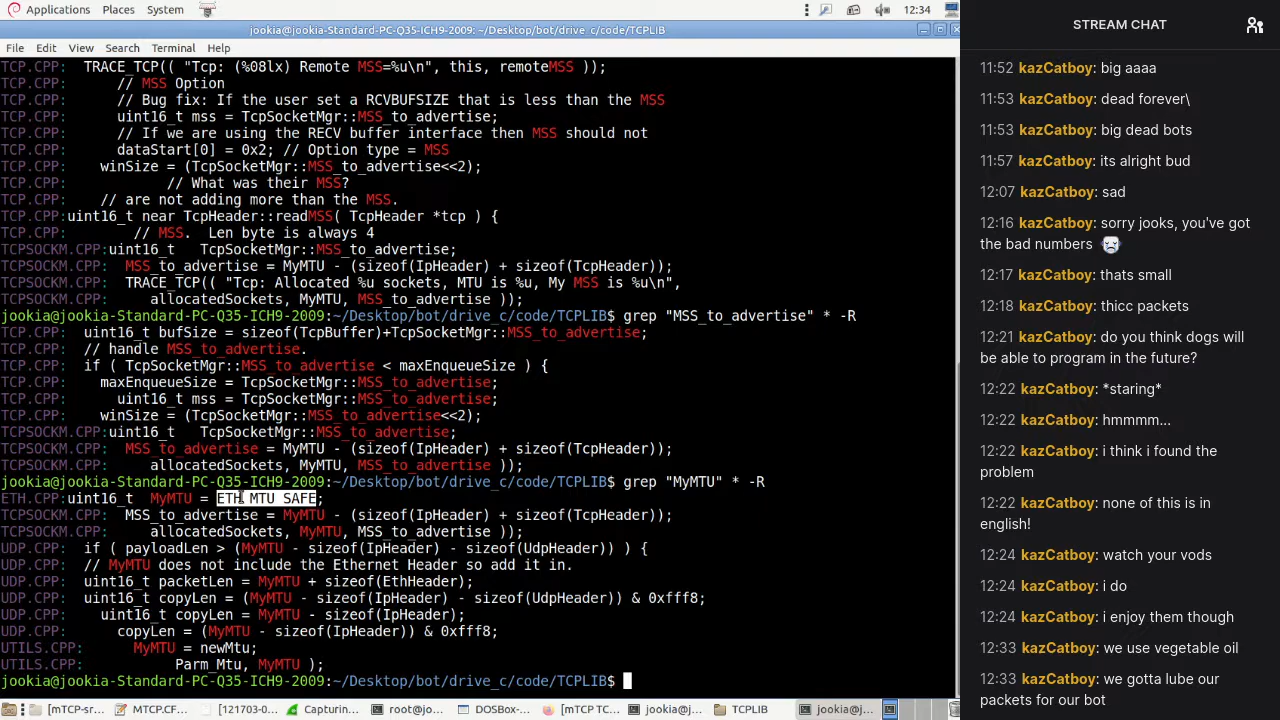 Applications Places System 12:34
jookia@jookia-Standard-PC-Q35-ICH9-2009: ~/Desktop/bot/drive_c/code/TCPLIB
File Edit View Search Terminal Help
TCP.CPP:  TRACE_TCP(( "Tcp: (%08lx) Remote MSS=%u\n", this, remoteMSS ));
TCP.CPP:      // MSS Option
TCP.CPP:      // Bug fix: If the user set a RCVBUFSIZE that is less than the MSS
TCP.CPP:      uint16_t mss = TcpSocketMgr::MSS_to_advertise;
TCP.CPP:      // If we are using the RECV buffer interface then MSS should not
TCP.CPP:      dataStart[0] = 0x2; // Option type = MSS
TCP.CPP:    winSize = (TcpSocketMgr::MSS_to_advertise<<2);
TCP.CPP:            // What was their MSS?
TCP.CPP:    // are not adding more than the MSS.
TCP.CPP:uint16_t near TcpHeader::readMSS( TcpHeader *tcp ) {
TCP.CPP:        // MSS.  Len byte is always 4
TCPSOCKM.CPP:uint16_t   TcpSocketMgr::MSS_to_advertise;
TCPSOCKM.CPP:  MSS_to_advertise = MyMTU - (sizeof(IpHeader) + sizeof(TcpHeader));
TCPSOCKM.CPP:  TRACE_TCP(( "Tcp: Allocated %u sockets, MTU is %u, My MSS is %u\n",
TCPSOCKM.CPP:     allocatedSockets, MyMTU, MSS_to_advertise ));
jookia@jookia-Standard-PC-Q35-ICH9-2009:~/Desktop/bot/drive_c/code/TCPLIB$ grep "MSS_to_advertise" * -R
TCP.CPP:  uint16_t bufSize = sizeof(TcpBuffer)+TcpSocketMgr::MSS_to_advertise;
TCP.CPP:  // handle MSS_to_advertise.
TCP.CPP:  if ( TcpSocketMgr::MSS_to_advertise < maxEnqueueSize ) {
TCP.CPP:    maxEnqueueSize = TcpSocketMgr::MSS_to_advertise;
TCP.CPP:      uint16_t mss = TcpSocketMgr::MSS_to_advertise;
TCP.CPP:    winSize = (TcpSocketMgr::MSS_to_advertise<<2);
TCPSOCKM.CPP:uint16_t   TcpSocketMgr::MSS_to_advertise;
TCPSOCKM.CPP:  MSS_to_advertise = MyMTU - (sizeof(IpHeader) + sizeof(TcpHeader));
TCPSOCKM.CPP:     allocatedSockets, MyMTU, MSS_to_advertise ));
jookia@jookia-Standard-PC-Q35-ICH9-2009:~/Desktop/bot/drive_c/code/TCPLIB$ grep "MyMTU" * -R
ETH.CPP:uint16_t  MyMTU = ETH_MTU_SAFE;
TCPSOCKM.CPP:  MSS_to_advertise = MyMTU - (sizeof(IpHeader) + sizeof(TcpHeader));
TCPSOCKM.CPP:     allocatedSockets, MyMTU, MSS_to_advertise ));
UDP.CPP:  if ( payloadLen > (MyMTU - sizeof(IpHeader) - sizeof(UdpHeader)) ) {
UDP.CPP:  // MyMTU does not include the Ethernet Header so add it in.
UDP.CPP:  uint16_t packetLen = MyMTU + sizeof(EthHeader);
UDP.CPP:  uint16_t copyLen = (MyMTU - sizeof(IpHeader) - sizeof(UdpHeader)) & 0xfff8;
UDP.CPP:    uint16_t copyLen = MyMTU - sizeof(IpHeader);
UDP.CPP:      copyLen = (MyMTU - sizeof(IpHeader)) & 0xfff8;
UTILS.CPP:      MyMTU = newMtu;
UTILS.CPP:           Parm_Mtu, MyMTU );
jookia@jookia-Standard-PC-Q35-ICH9-2009:~/Desktop/bot/drive_c/code/TCPLIB$
[mTCP-sr... MTCP.CF... [121703-0... Capturin... root@jo... DOSBox-... [mTCP TC... jookia@j... TCPLIB jookia@j...
STREAM CHAT
11:52 kazCatboy: big aaaa
11:53 kazCatboy: dead forever\
11:53 kazCatboy: big dead bots
11:57 kazCatboy: its alright bud
12:07 kazCatboy: sad
12:16 kazCatboy: sorry jooks, you've got
the bad numbers
12:17 kazCatboy: thats small
12:18 kazCatboy: thicc packets
12:21 kazCatboy: do you think dogs will
be able to program in the future?
12:22 kazCatboy: *staring*
12:22 kazCatboy: hmmmm...
12:22 kazCatboy: i think i found the
problem
12:22 kazCatboy: none of this is in
english!
12:24 kazCatboy: watch your vods
12:24 kazCatboy: i do
12:24 kazCatboy: i enjoy them though
12:33 kazCatboy: we use vegetable oil
12:33 kazCatboy: we gotta lube our
packets for our bot